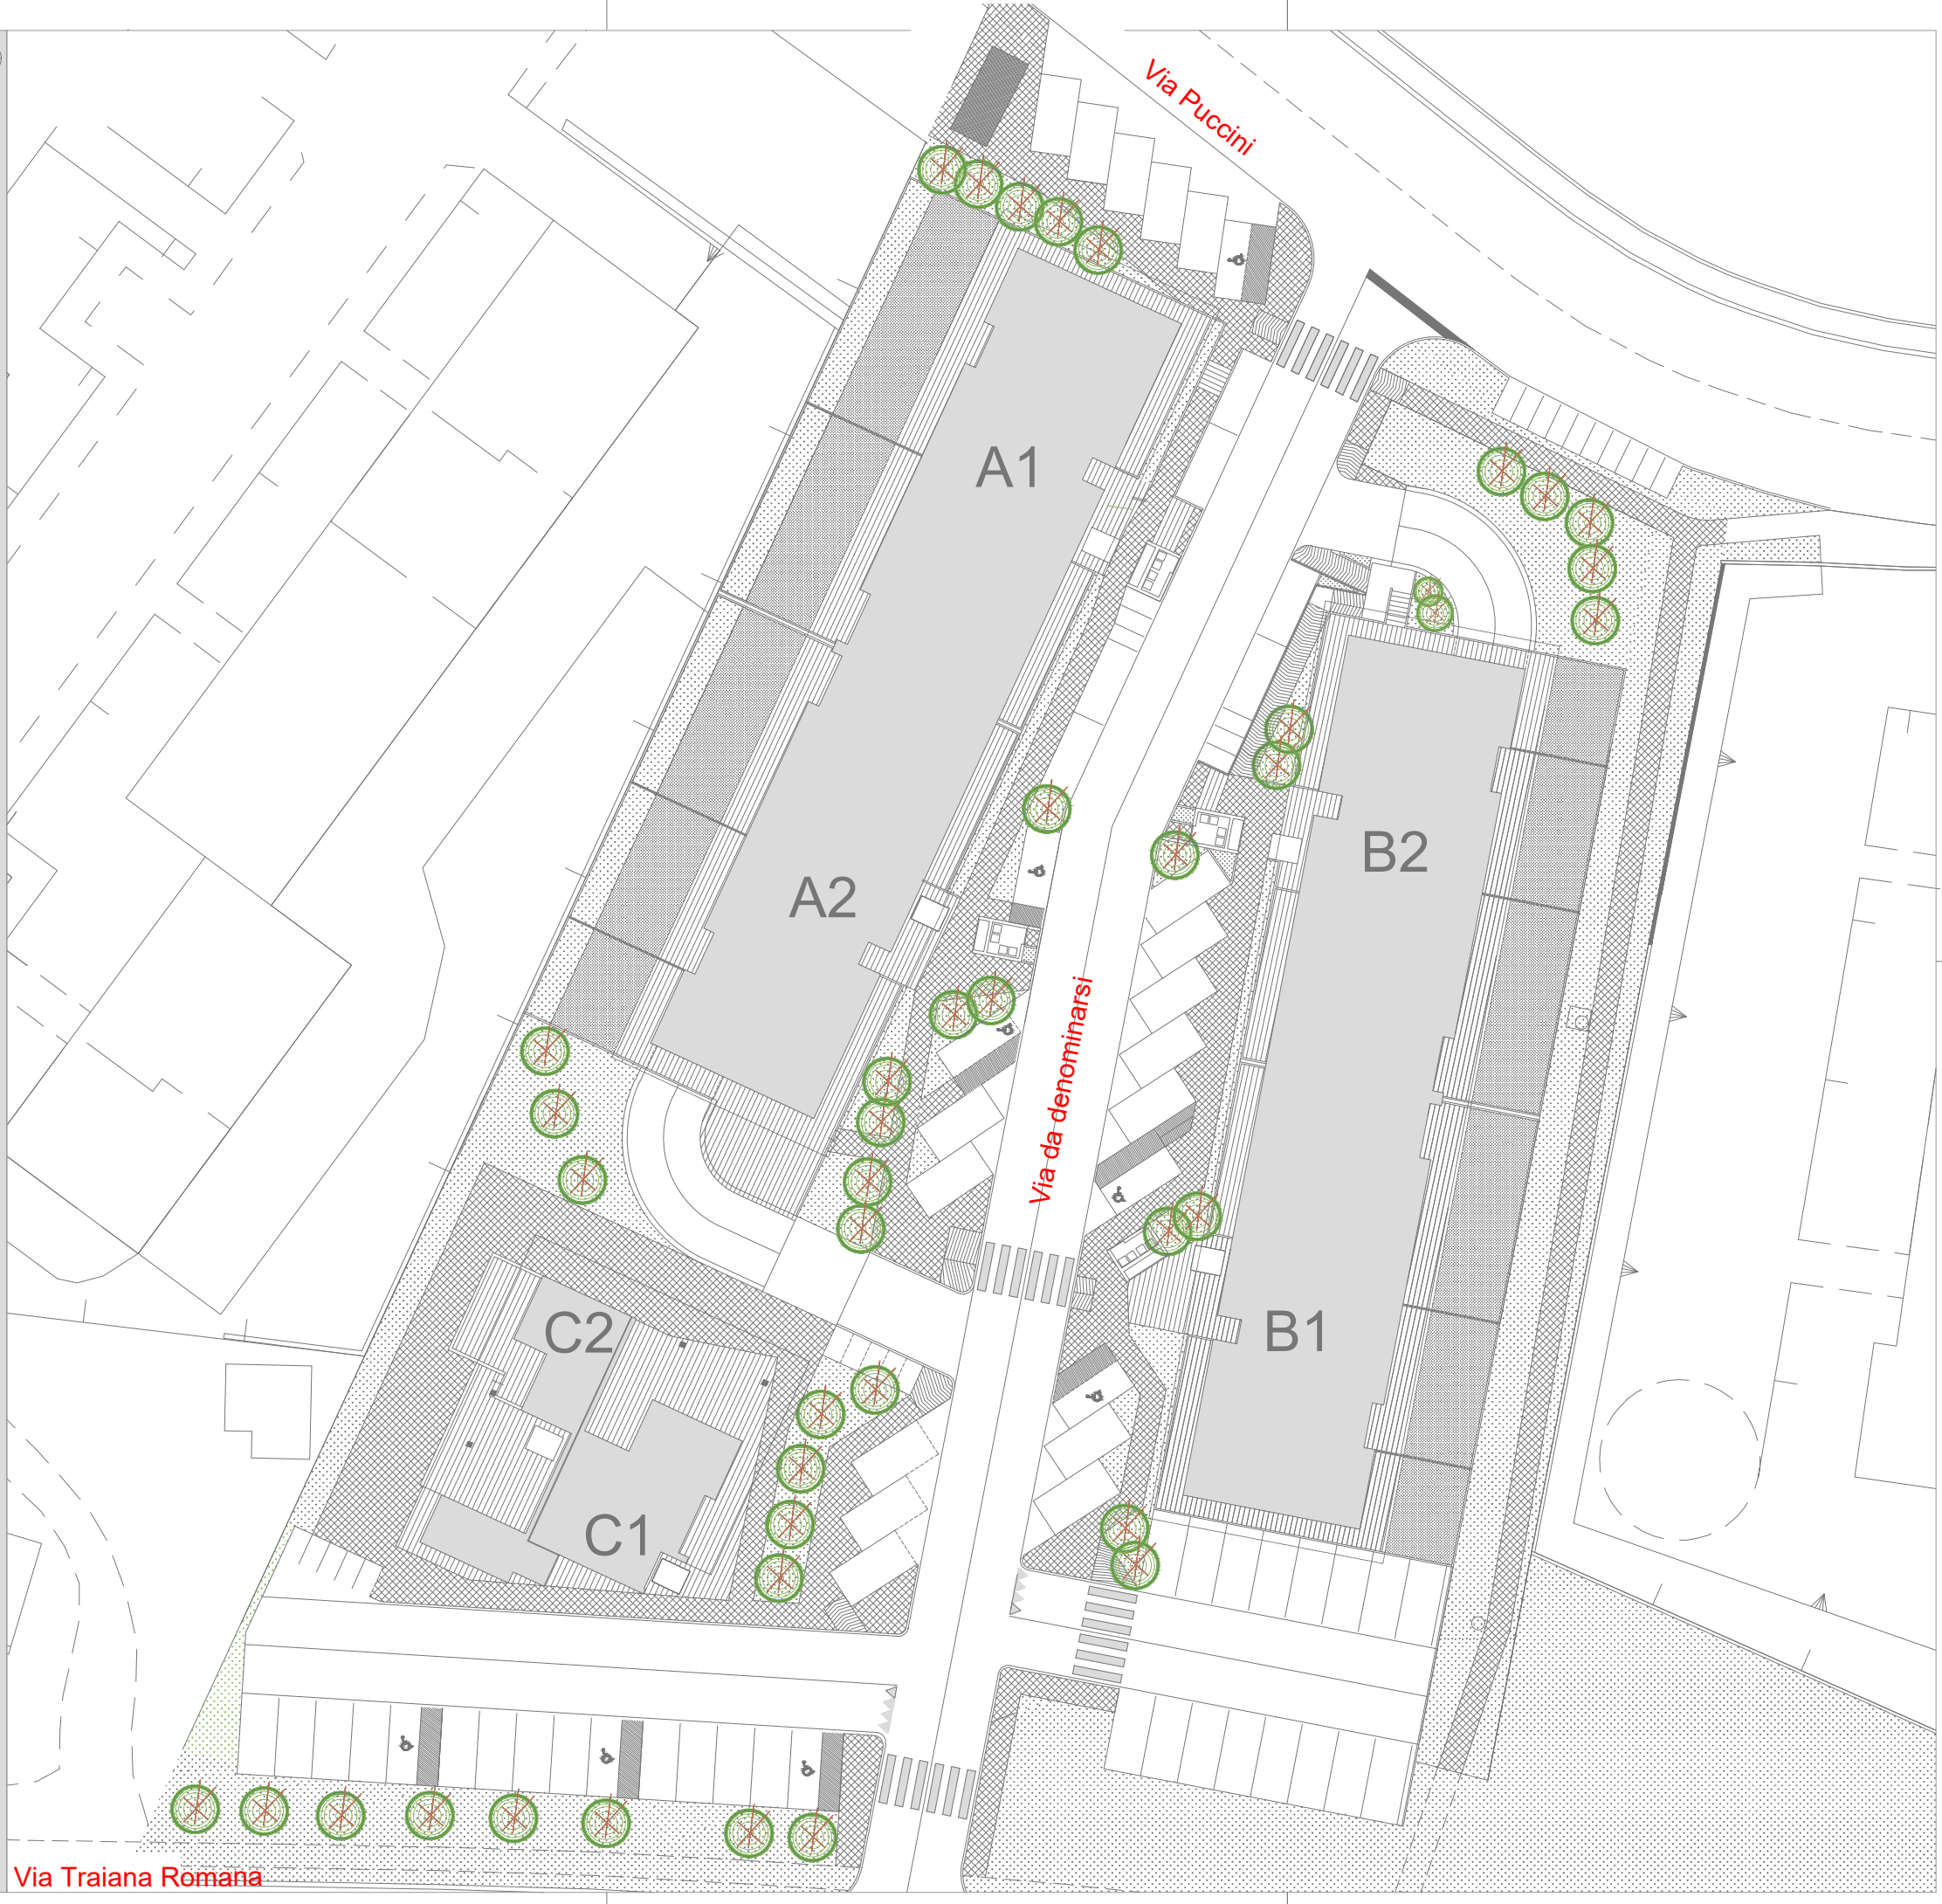 Via Puccini
A1
B2
A2
Via da denominarsi
C2
B1
C1
Via Traiana Romana